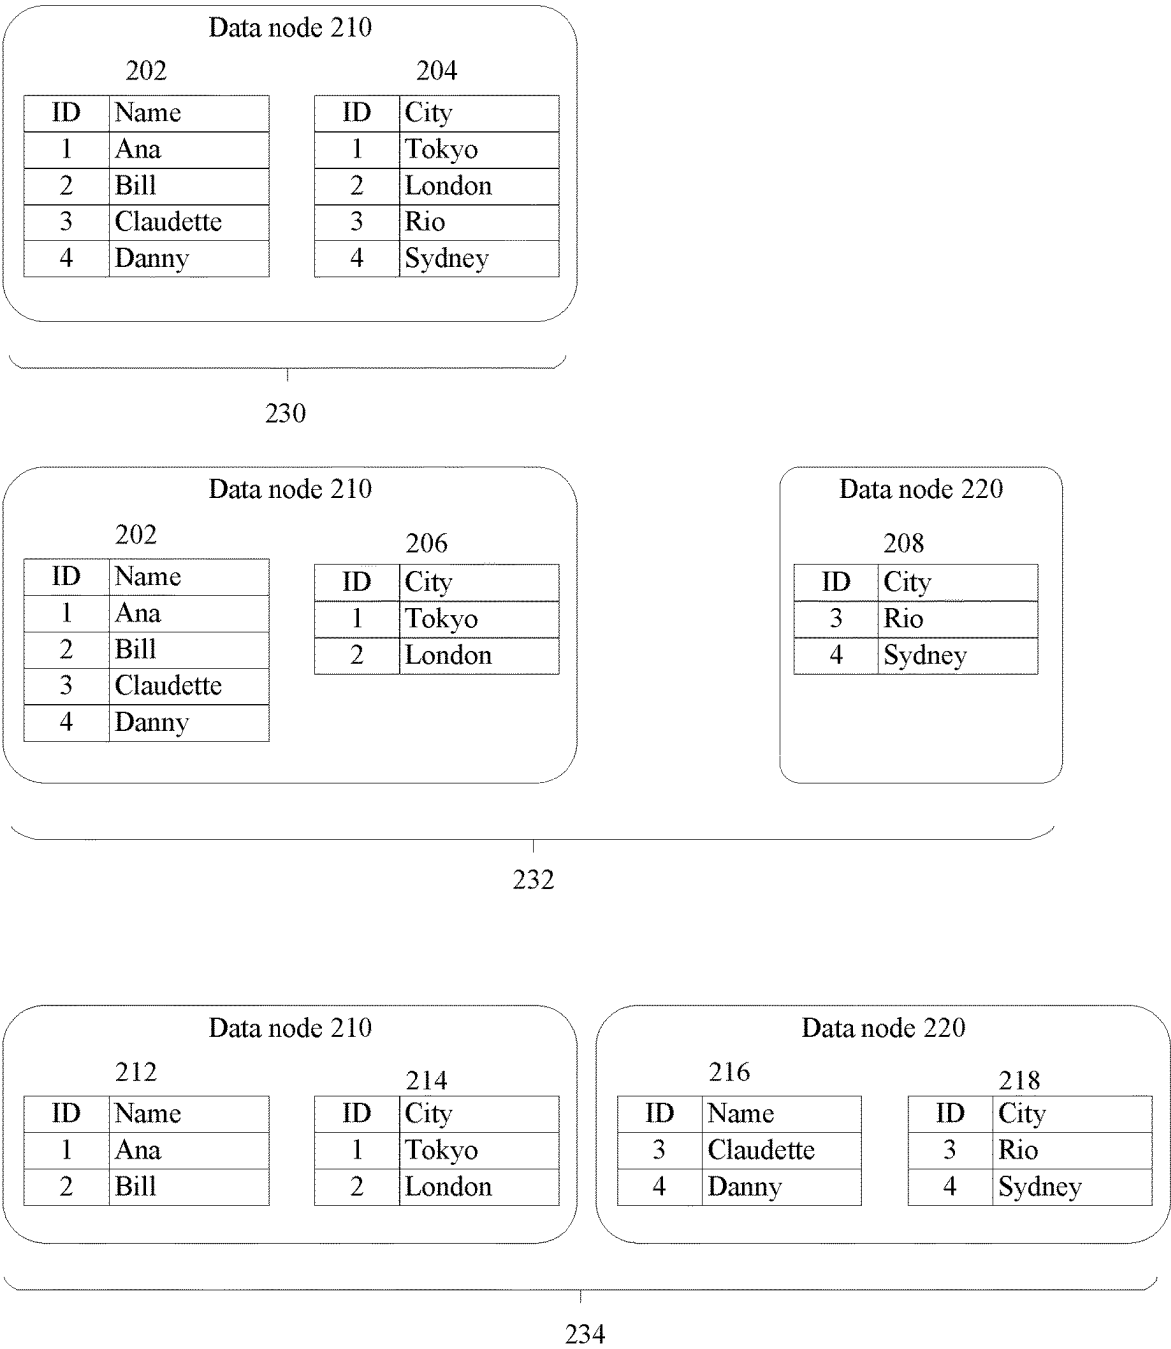 Data node 210
202 204
ID Name ID City
1 Ana 1 Tokyo
2 Bill 2 London
3 Claudette 3 Rio
4 Danny 4 Sydney
230
Data node 210 Data node 220
202 206 208
ID Name ID City ID City
1 Ana 1 Tokyo 3 Rio
2 Bill 2 London 4 Sydney
3 Claudette
4 Danny
232
Data node 210 Data node 220
212 214 216 218
ID Name ID City ID Name ID City
1 Ana 1 Tokyo 3 Claudette 3 Rio
2 Bill 2 London 4 Danny 4 Sydney
234